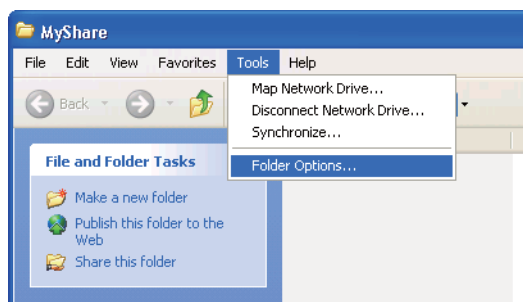 MyShare
File Edit View Favorites Tools Help
Back
Map Network Drive...
Disconnect Network Drive...
Synchronize...
Folder Options...
File and Folder Tasks
Make a new folder
Publish this folder to the
Web
Share this folder